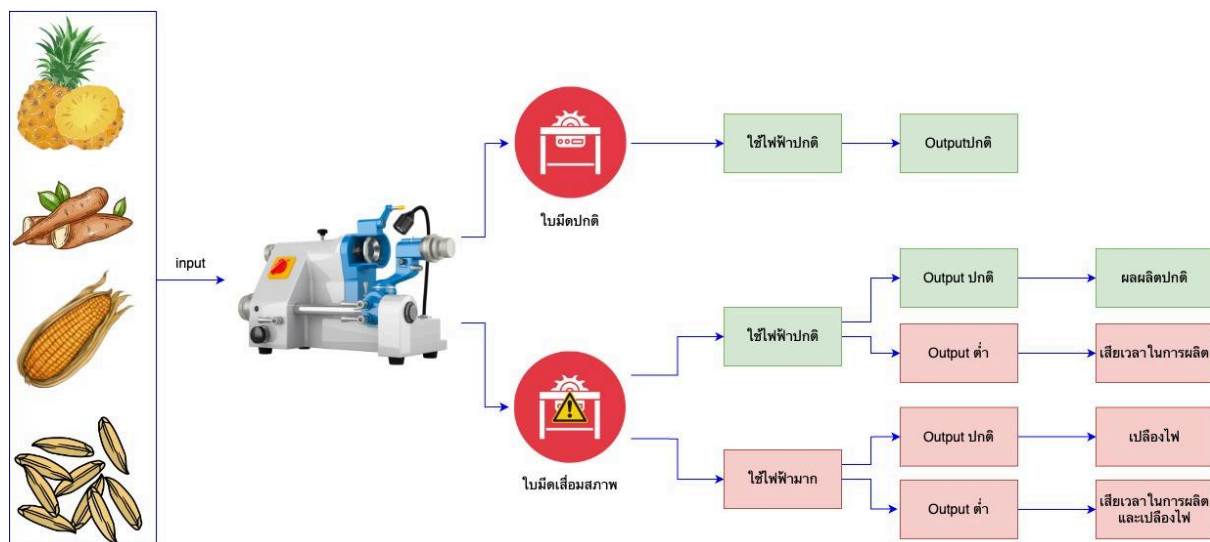 input
ใบมีดปกติ
ใช้ไฟฟ้าปกติ
Outputปกติ
ใบมีดเสื่อมสภาพ
ใช้ไฟฟ้าปกติ
Output ปกติ
ผลผลิตปกติ
Output ต่ำ
เสียเวลาในการผลิต
ใช้ไฟฟ้ามาก
Output ปกติ
เปลืองไฟ
Output ต่ำ
เสียเวลาในการผลิต
และเปลืองไฟ